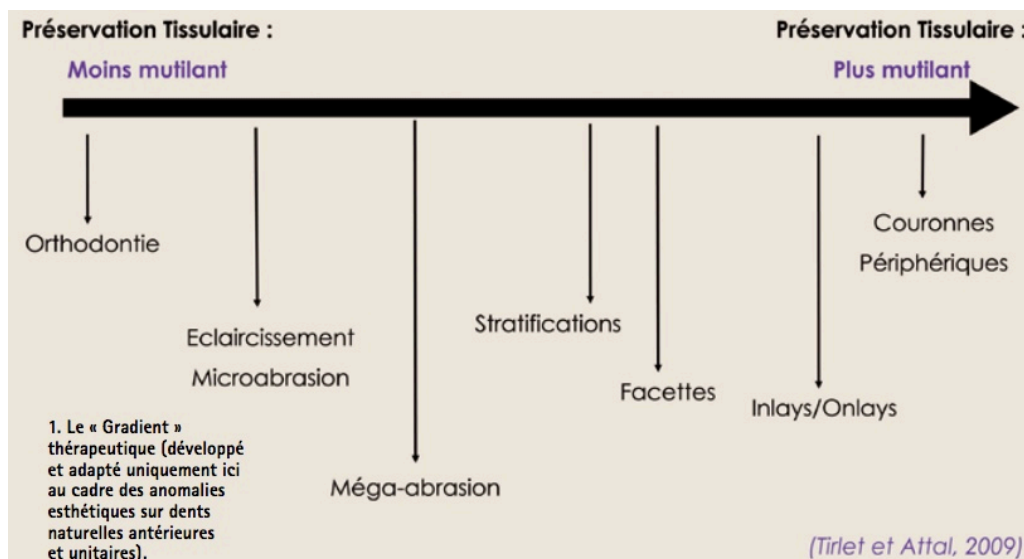 Préservation Tissulaire :
Préservation Tissulaire :
Moins mutilant
Plus mutilant
Orthodontie
Couronnes
Périphériques
Eclaircissement
Microabrasion
Stratifications
Facettes
Inlays/Onlays
Méga-abrasion
1. Le « Gradient »
thérapeutique (développé
et adapté uniquement ici
au cadre des anomalies
esthétiques sur dents
naturelles antérieures
et unitaires).
(Tirlet et Attal, 2009)